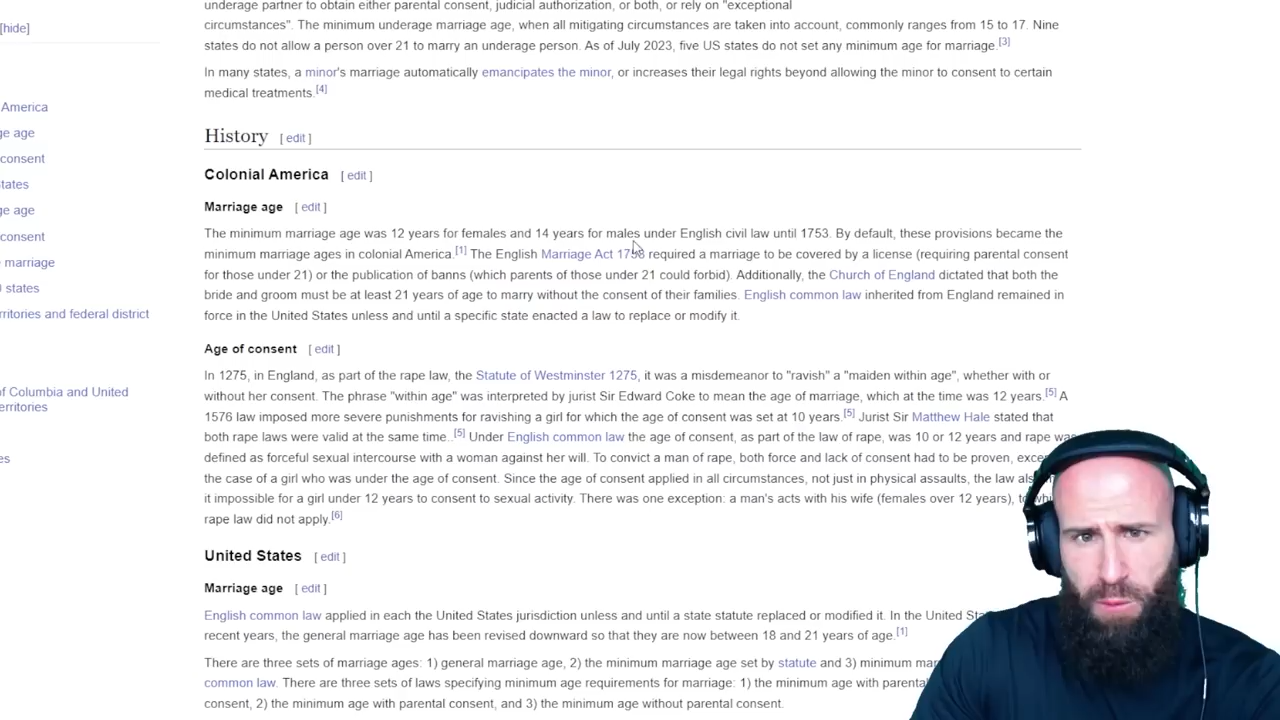 underage partner to obtain either parental consent, judicial authorization, or both, or rely on "exceptional
circumstances". The minimum underage marriage age, when all mitigating circumstances are taken into account, commonly ranges from 15 to 17. Nine
states do not allow a person over 21 to marry an underage person. As of July 2023, five US states do not set any minimum age for marriage.[3]
In many states, a minor's marriage automatically emancipates the minor, or increases their legal rights beyond allowing the minor to consent to certain
medical treatments.[4]
[hide]
America
ge age
consent
tates
ge age
consent
marriage
states
rritories and federal district
of Columbia and United
erritories
es
History [ edit ]
Colonial America [ edit ]
Marriage age [ edit ]
The minimum marriage age was 12 years for females and 14 years for males under English civil law until 1753. By default, these provisions became the
minimum marriage ages in colonial America.[1] The English Marriage Act required a marriage to be covered by a license (requiring parental consent
for those under 21) or the publication of banns (which parents of those under 21 could forbid). Additionally, the Church of England dictated that both the
bride and groom must be at least 21 years of age to marry without the consent of their families. English common law inherited from England remained in
force in the United States unless and until a specific state enacted a law to replace or modify it.
Age of consent [ edit ]
In 1275, in England, as part of the rape law, the Statute of Westminster 1275, it was a misdemeanor to "ravish" a "maiden within age", whether with or
without her consent. The phrase "within age" was interpreted by jurist Sir Edward Coke to mean the age of marriage, which at the time was 12 years.[5] A
1576 law imposed more severe punishments for ravishing a girl for which the age of consent was set at 10 years.[5] Jurist Sir Matthew Hale stated that
both rape laws were valid at the same time..[5] Under English common law the age of consent, as part of the law of rape, was 10 or 12 years and rape was
defined as forceful sexual intercourse with a woman against her will. To convict a man of rape, both force and lack of consent had to be proven, exce
the case of a girl who was under the age of consent. Since the age of consent applied in all circumstances, not just in physical assaults, the law als
it impossible for a girl under 12 years to consent to sexual activity. There was one exception: a man's acts with his wife (females over 12 years), to
rape law did not apply.[6]
United States [ edit ]
Marriage age [ edit ]
English common law applied in each the United States jurisdiction unless and until a state statute replaced or modified it. In the United Sta
recent years, the general marriage age has been revised downward so that they are now between 18 and 21 years of age.[1]
There are three sets of marriage ages: 1) general marriage age, 2) the minimum marriage age set by statute and 3) minimum mar
common law. There are three sets of laws specifying minimum age requirements for marriage: 1) the minimum age with parental
consent, 2) the minimum age with parental consent, and 3) the minimum age without parental consent.